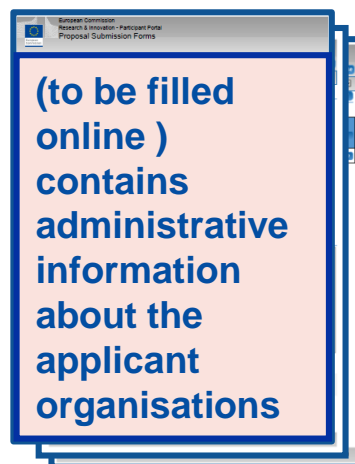 European Commission
Research & Innovation - Participant Portal
Proposal Submission Forms
(to be filled
online )
contains
administrative
information
about the
applicant
organisations